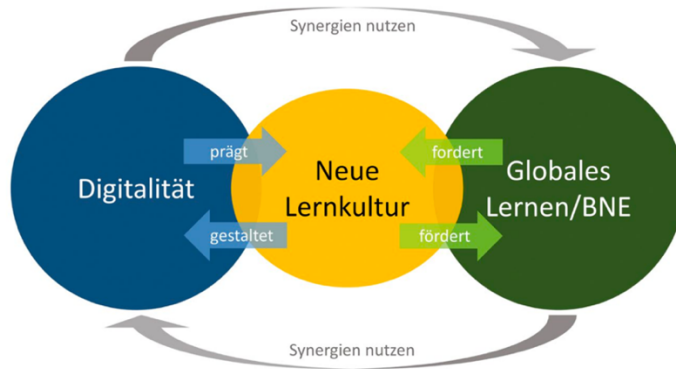 Synergien nutzen
Digitalität
prägt
gestaltet
Neue
Lernkultur
fordert
fördert
Globales
Lernen/BNE
Synergien nutzen